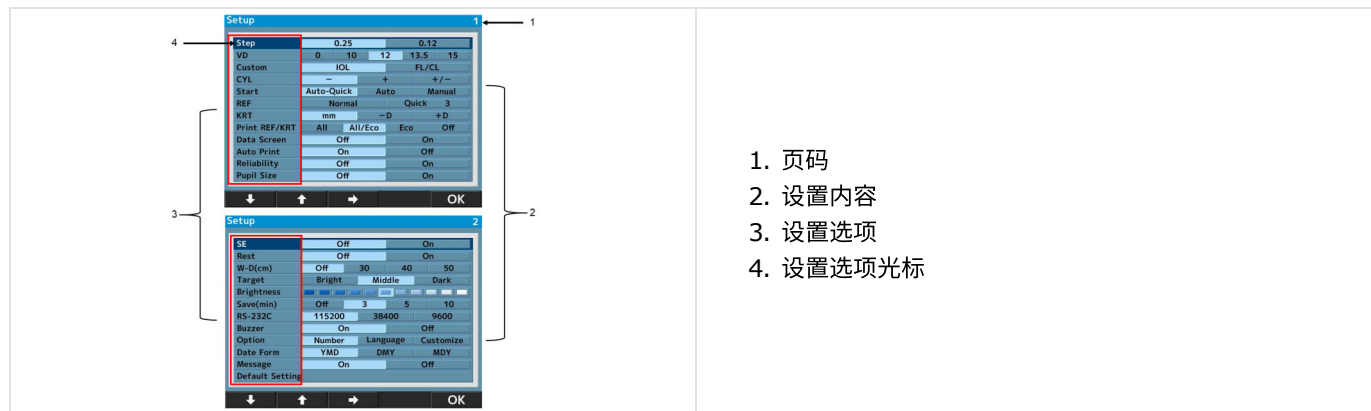 Setup 1
1
4
Step 0.25 0.12
VD 0 10 12 13.5 15
Custom IOL FL/CL
CYL − + +/−
Start Auto-Quick Auto Manual
REF Normal Quick 3
KRT mm −D +D
Print REF/KRT All All/Eco Eco Off
Data Screen Off On
Auto Print On Off
Reliability Off On
Pupil Size Off On
OK
3
2
Setup 2
SE Off On
Rest Off On
W-D(cm) Off 30 40 50
Target Bright Middle Dark
Brightness
Save(min) Off 3 5 10
RS-232C 115200 38400 9600
Buzzer On Off
Option Number Language Customize
Date Form YMD DMY MDY
Message On Off
Default Setting
OK
1. 页码
2. 设置内容
3. 设置选项
4. 设置选项光标